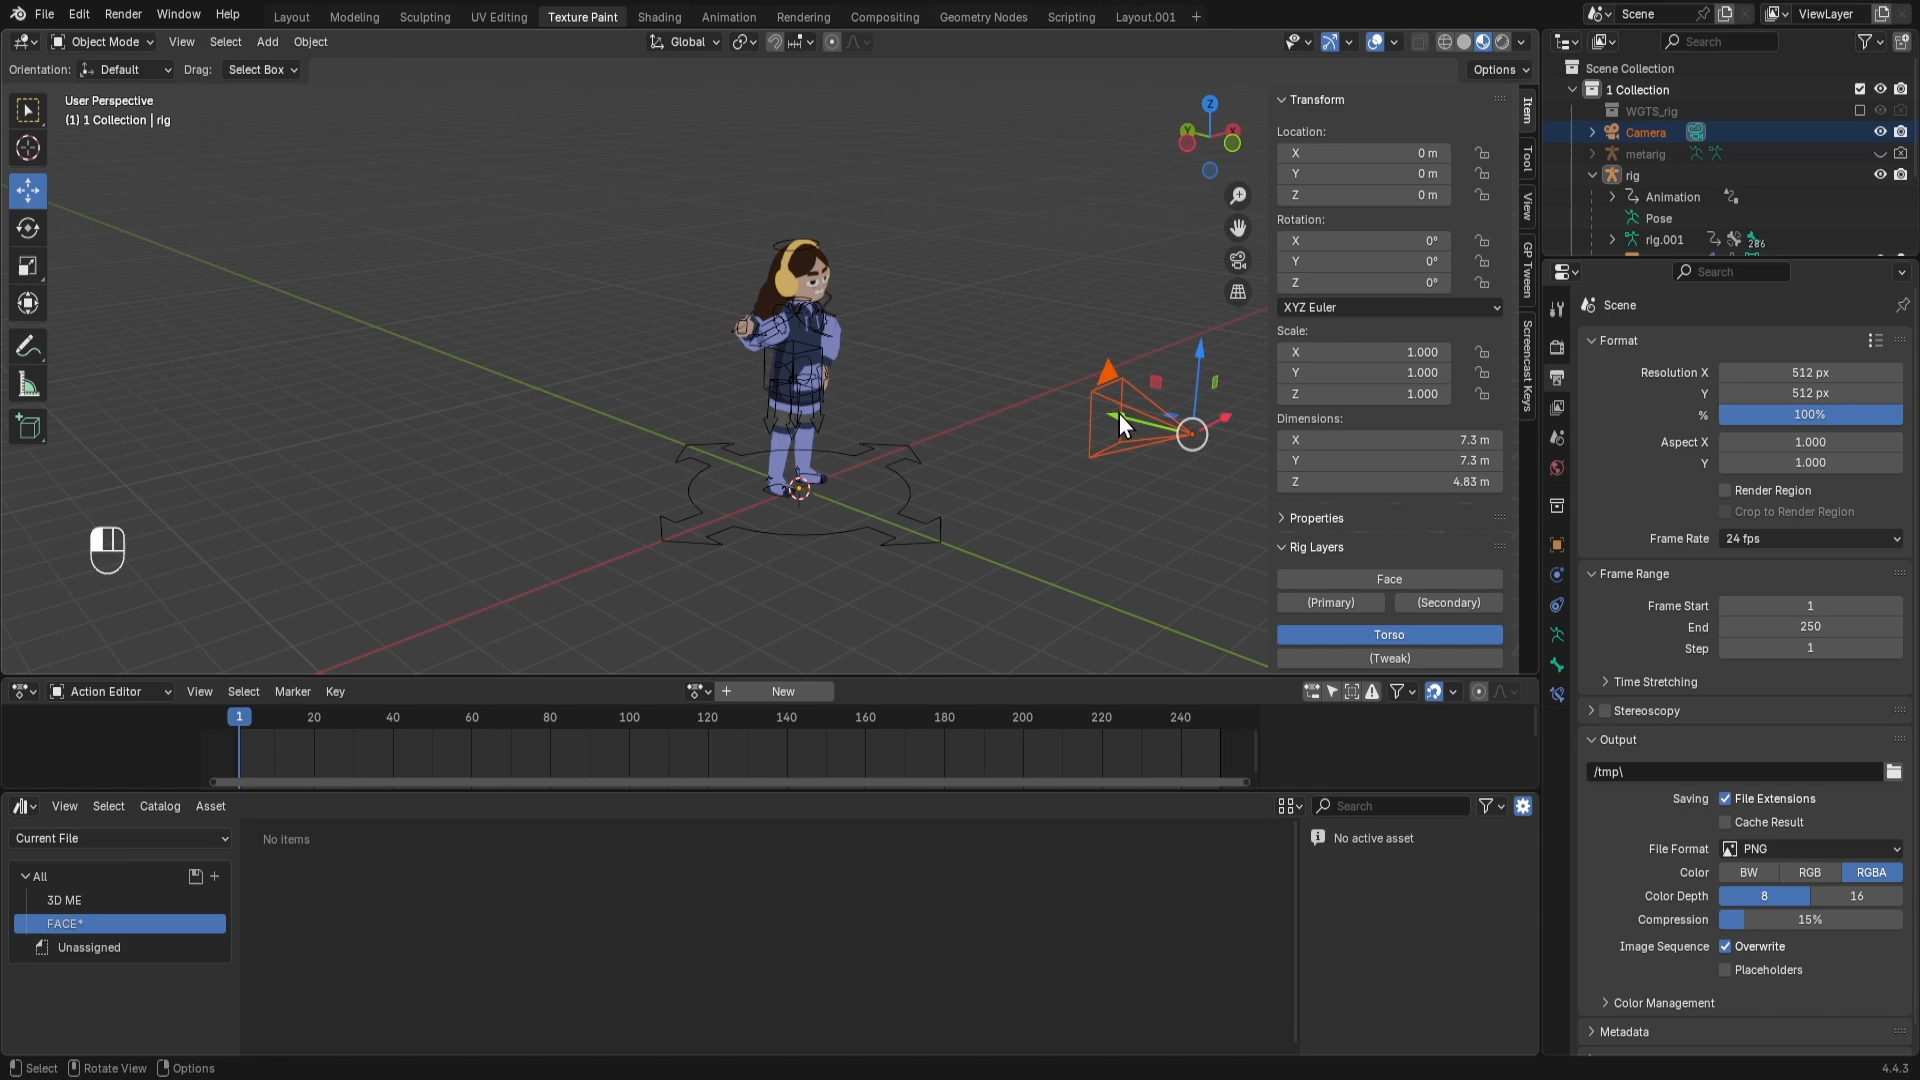 File Edit Render Window Help
Layout Modeling Sculpting UV Editing Texture Paint Shading Animation Rendering Compositing Geometry Nodes Scripting Layout.001 +
Scene
ViewLayer
Object Mode View Select Add Object
Global
Search
Orientation: Default Drag: Select Box
Options
User Perspective
(1) 1 Collection | rig
Z
Y
Transform
Location:
X 0 m
Y 0 m
Z 0 m
Rotation:
X 0°
Y 0°
Z 0°
XYZ Euler
Scale:
X 1.000
Y 1.000
Z 1.000
Dimensions:
X 7.3 m
Y 7.3 m
Z 4.83 m
Properties
Rig Layers
Face
(Primary) (Secondary)
Torso
(Tweak)
Item
Tool
View
GP Tween
Screencast Keys
Scene Collection
1 Collection
WGTS_rig
Camera
metarig
rig
Animation
Pose
rig.001
286
Search
Scene
Format
Resolution X 512 px
Y 512 px
% 100%
Aspect X 1.000
Y 1.000
Render Region
Crop to Render Region
Frame Rate 24 fps
Frame Range
Frame Start 1
End 250
Step 1
Time Stretching
Stereoscopy
Output
/tmp\
Saving File Extensions
Cache Result
File Format PNG
Color BW RGB RGBA
Color Depth 8 16
Compression 15%
Image Sequence Overwrite
Placeholders
Color Management
Metadata
Action Editor View Select Marker Key
+ New
1 20 40 60 80 100 120 140 160 180 200 220 240
View Select Catalog Asset
Search
Current File
No items
No active asset
All
3D ME
FACE*
Unassigned
Select Rotate View Options
4.4.3